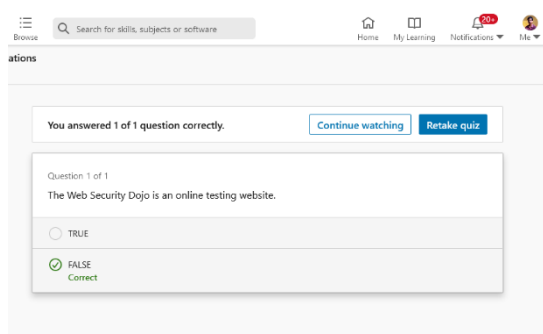 Browse
Search for skills, subjects or software
Home
My Learning
20+
Notifications
Me
ations
You answered 1 of 1 question correctly.
Continue watching
Retake quiz
Question 1 of 1
The Web Security Dojo is an online testing website.
TRUE
FALSE
Correct